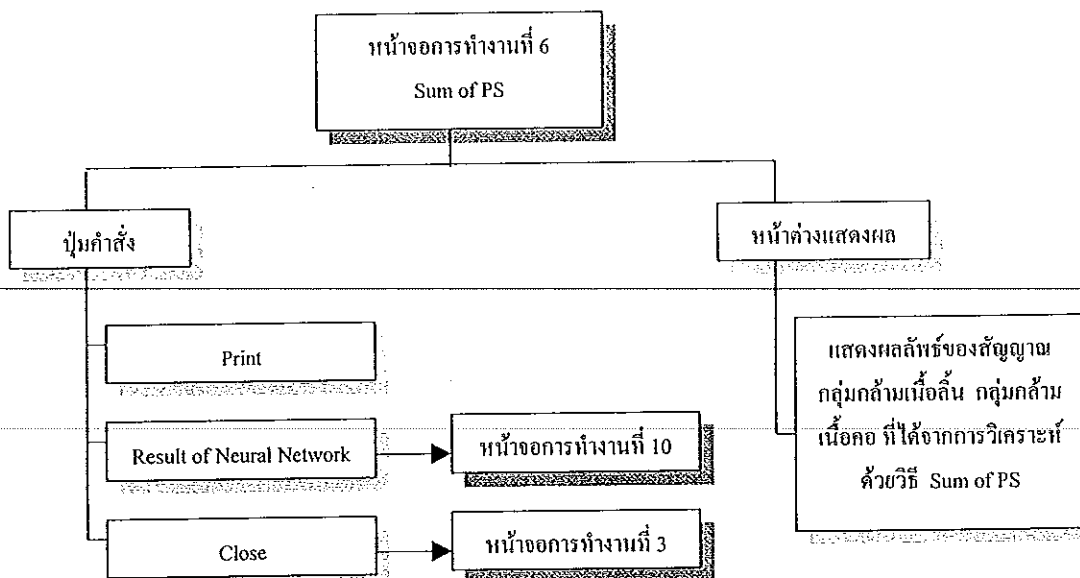 หน้าจอการทำงานที่ 6
Sum of PS
ปุ่มคำสั่ง
หน้าต่างแสดงผล
Print
Result of Neural Network
หน้าจอการทำงานที่ 10
Close
หน้าจอการทำงานที่ 3
แสดงผลลัพธ์ของสัญญาณ
กลุ่มกล้ามเนื้อลิ้น กลุ่มกล้าม
เนื้อคอ ที่ได้จากการวิเคราะห์
ด้วยวิธี Sum of PS